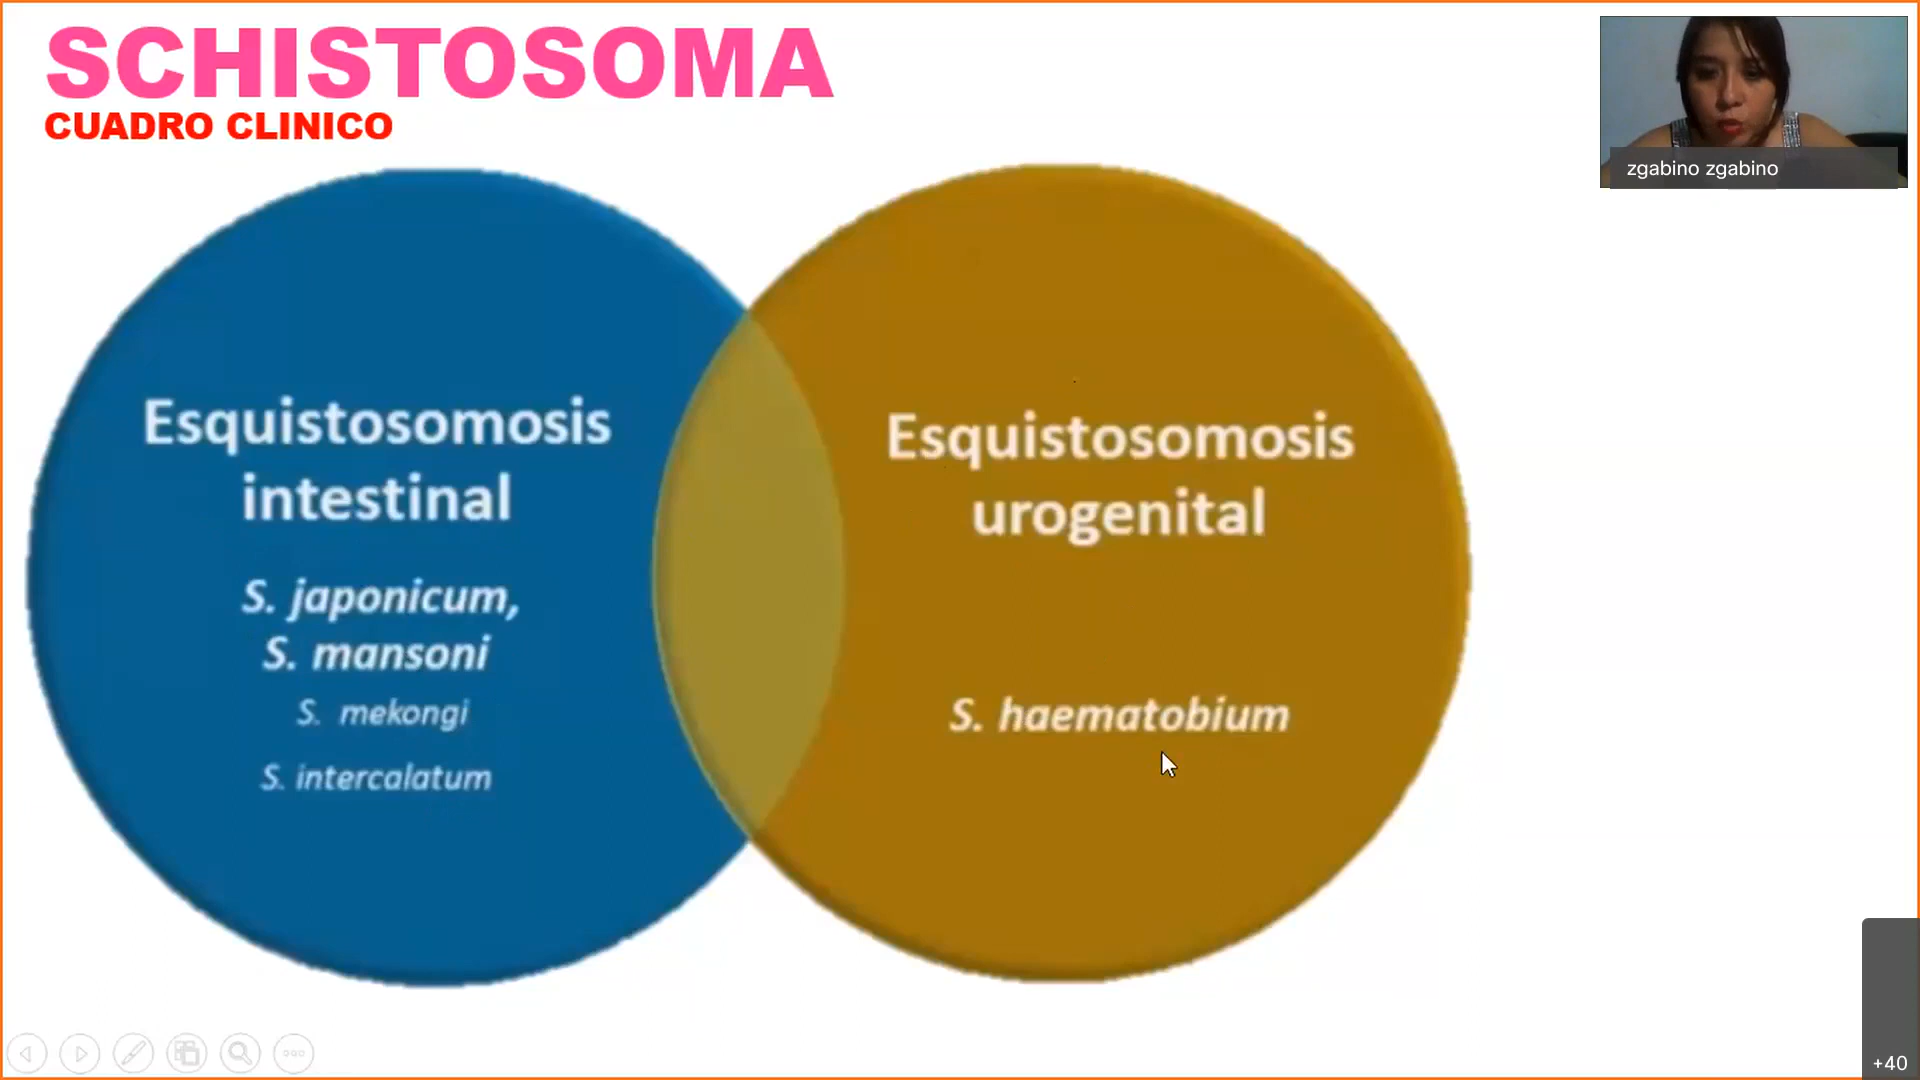 SCHISTOSOMA
CUADRO CLINICO
zgabino zgabino
Esquistosomosis
intestinal
S. japonicum,
S. mansoni
S. mekongi
S. intercalatum
Esquistosomosis
urogenital
S. haematobium
+40